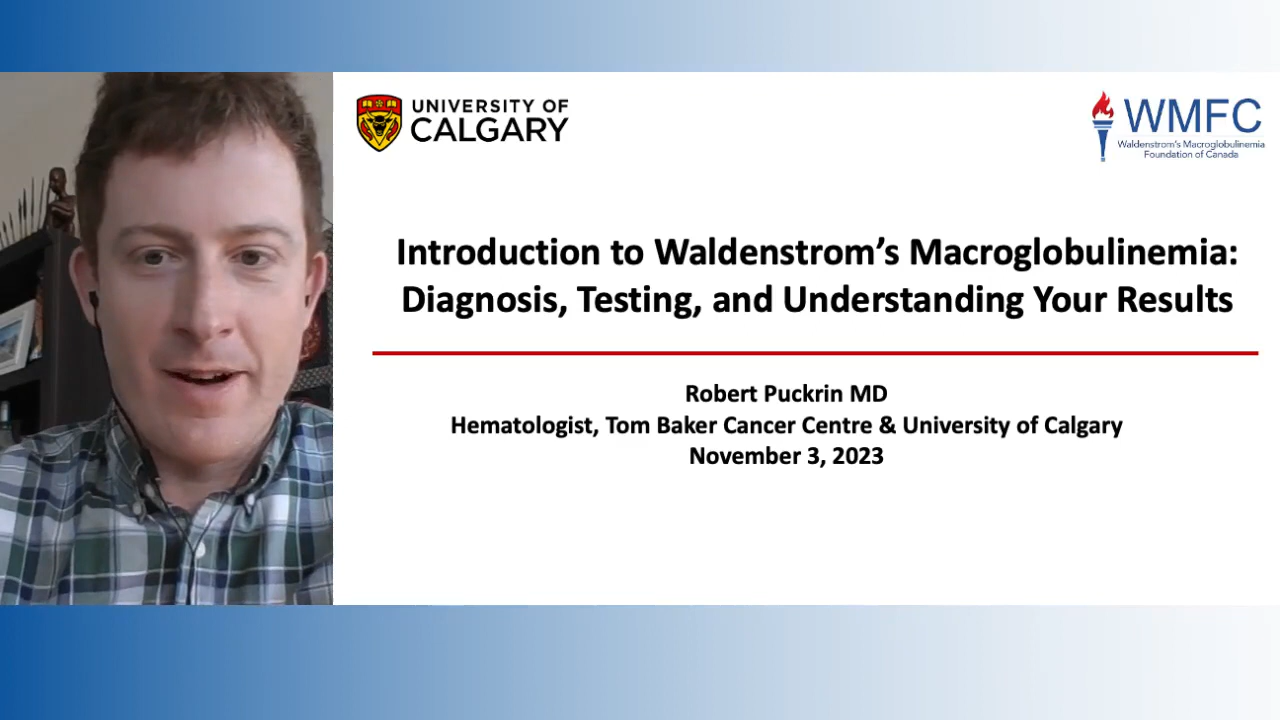 UNIVERSITY OF
CALGARY
WMFC
Waldenstrom's Macroglobulinemia
Foundation of Canada
Introduction to Waldenstrom’s Macroglobulinemia:
Diagnosis, Testing, and Understanding Your Results
Robert Puckrin MD
Hematologist, Tom Baker Cancer Centre & University of Calgary
November 3, 2023